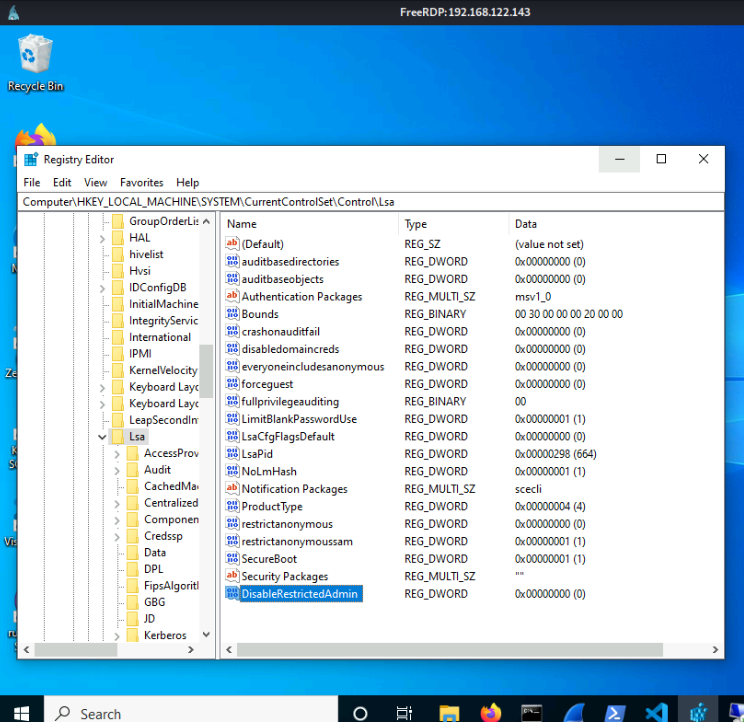 FreeRDP: 192.168.122.143
Recycle Bin
Registry Editor
File Edit View Favorites Help
Computer\HKEY_LOCAL_MACHINE\SYSTEM\CurrentControlSet\Control\Lsa
GroupOrderLis
HAL
hivelist
Hvsi
IDConfigDB
InitialMachine
IntegrityServic
International
IPMI
KernelVelocity
Keyboard Layo
Keyboard Layo
LeapSecondIn
Lsa
AccessProv
Audit
CachedMa
Centralized
Componen
Credssp
Data
DPL
FipsAlgorit
GBG
JD
Kerberos
Name Type Data
(Default) REG_SZ (value not set)
auditbasedirectories REG_DWORD 0x00000000 (0)
auditbaseobjects REG_DWORD 0x00000000 (0)
Authentication Packages REG_MULTI_SZ msv1_0
Bounds REG_BINARY 00 30 00 00 00 20 00 00
crashonauditfail REG_DWORD 0x00000000 (0)
disabledomaincreds REG_DWORD 0x00000000 (0)
everyoneincludesanonymous REG_DWORD 0x00000000 (0)
forceguest REG_DWORD 0x00000000 (0)
fullprivilegeauditing REG_BINARY 00
LimitBlankPasswordUse REG_DWORD 0x00000001 (1)
LsaCfgFlagsDefault REG_DWORD 0x00000000 (0)
LsaPid REG_DWORD 0x00000298 (664)
NoLmHash REG_DWORD 0x00000001 (1)
Notification Packages REG_MULTI_SZ scecli
ProductType REG_DWORD 0x00000004 (4)
restrictanonymous REG_DWORD 0x00000000 (0)
restrictanonymoussam REG_DWORD 0x00000001 (1)
SecureBoot REG_DWORD 0x00000001 (1)
Security Packages REG_MULTI_SZ ""
DisableRestrictedAdmin REG_DWORD 0x00000000 (0)
Search